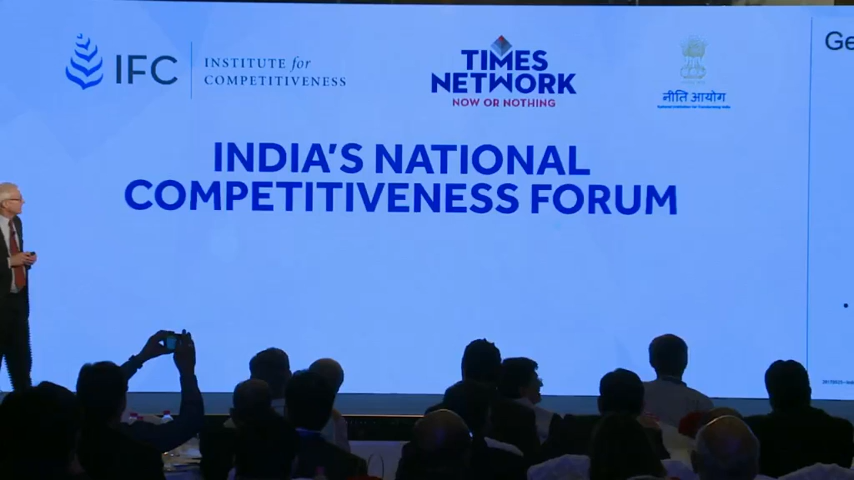 IFC
INSTITUTE for
COMPETITIVENESS
TIMES
NETWORK
NOW OR NOTHING
नीति आयोग
INDIA'S NATIONAL
COMPETITIVENESS FORUM
Ge